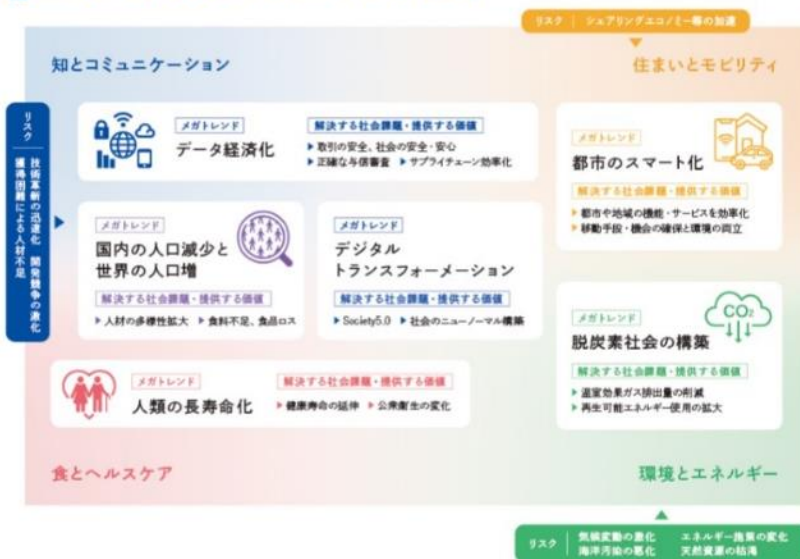 リスク | シェアリングエコノミー等の加速
知とコミュニケーション
住まいとモビリティ
リスク
技術革新の迅速化 開発競争の激化
獲得困難による人材不足
メガトレンド
データ経済化
解決する社会課題・提供する価値
▶取引の安全、社会の安全・安心
▶正確な与信審査 ▶サプライチェーン効率化
メガトレンド
都市のスマート化
解決する社会課題・提供する価値
▶都市や地域の機能・サービスを効率化
▶移動手段・機会の確保と環境の両立
メガトレンド
国内の人口減少と
世界の人口増
解決する社会課題・提供する価値
▶人材の多様性拡大 ▶食料不足、食品ロス
メガトレンド
デジタル
トランスフォーメーション
解決する社会課題・提供する価値
▶Society5.0 ▶社会のニューノーマル構築
CO₂
メガトレンド
脱炭素社会の構築
解決する社会課題・提供する価値
▶温室効果ガス排出量の削減
▶再生可能エネルギー使用の拡大
メガトレンド
人類の長寿命化
解決する社会課題・提供する価値
▶健康寿命の延伸 ▶公衆衛生の変化
食とヘルスケア
環境とエネルギー
リスク | 気候変動の激化 エネルギー施策の変化
海洋汚染の悪化 天然資源の枯渇